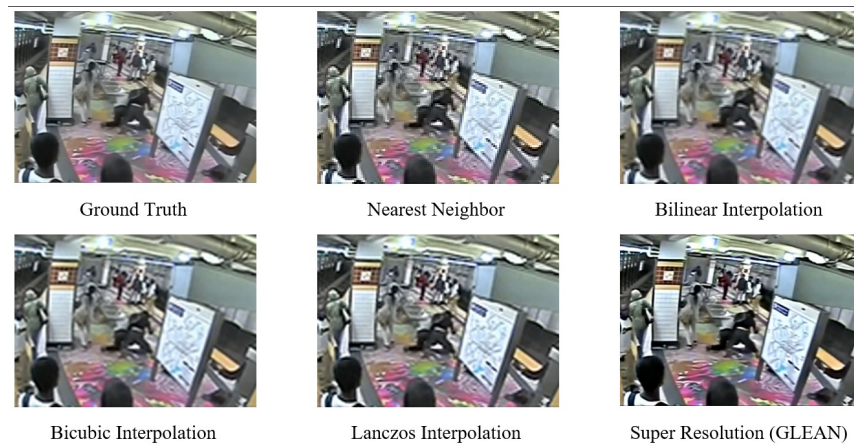 Ground Truth
Nearest Neighbor
Bilinear Interpolation
Bicubic Interpolation
Lanczos Interpolation
Super Resolution (GLEAN)